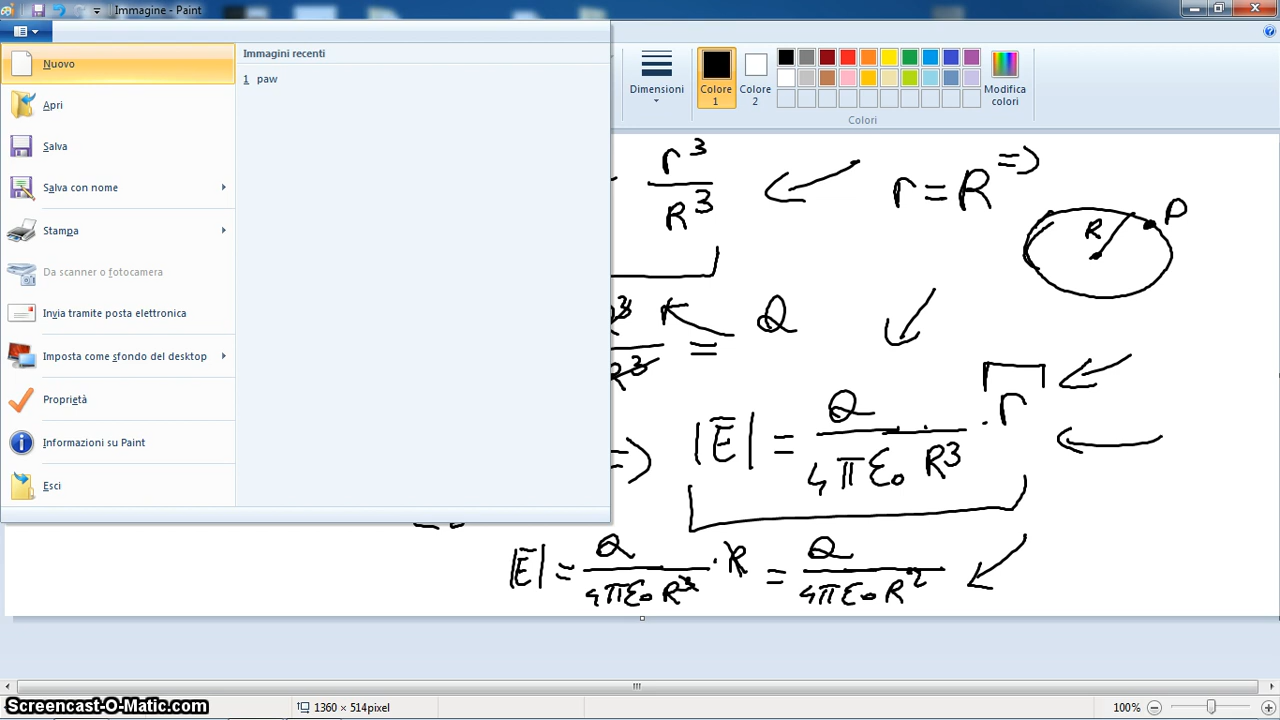 Immagine - Paint
Immagini recenti
Nuovo
1 paw
Apri
Salva
Salva con nome
Stampa
Da scanner o fotocamera
Invia tramite posta elettronica
Imposta come sfondo del desktop
Proprietà
Informazioni su Paint
Esci
Dimensioni
Colore 1
Colore 2
Modifica colori
Colori
r³/R³
r=R =>
R P
R³ = Q
=> |E| = Q/4πε₀R³ · r
|E| = Q/4πε₀R³ · R = Q/4πε₀R²
Screencast-O-Matic.com
1360 × 514pixel
100%